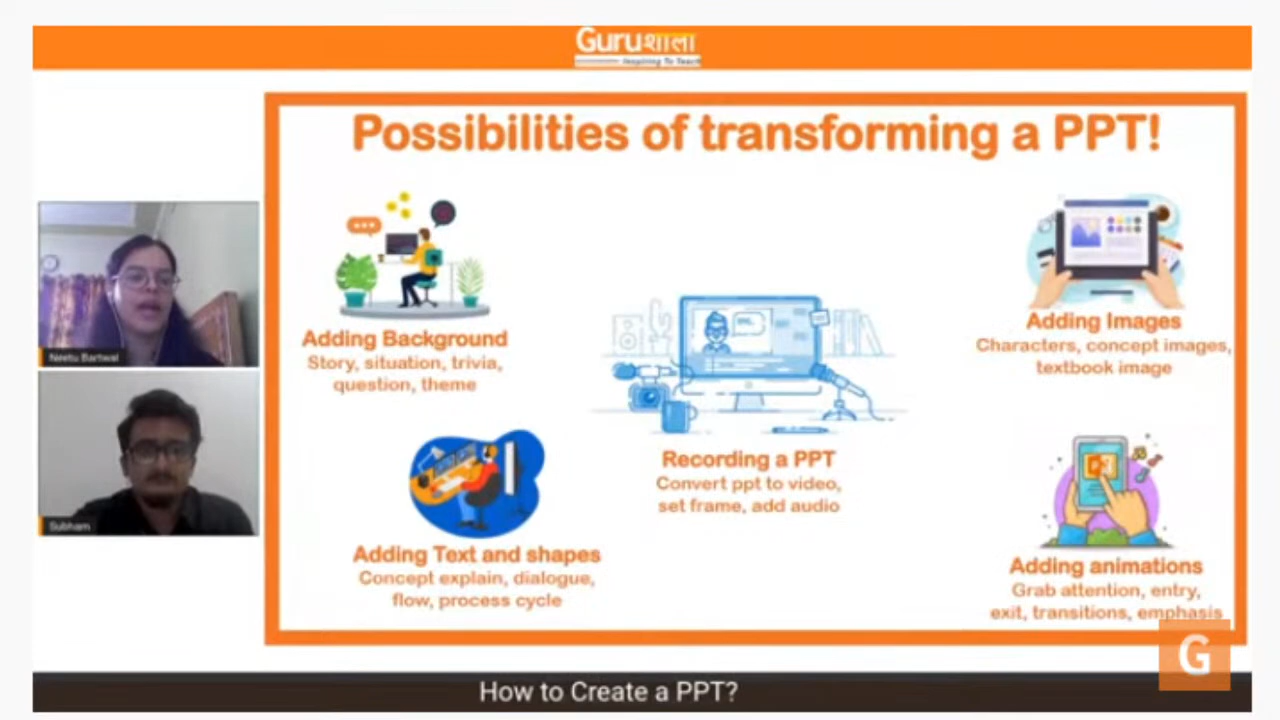 Guruशाला
Inspiring To Teach
Possibilities of transforming a PPT!
Adding Background
Story, situation, trivia,
question, theme
Adding Images
Characters, concept images,
textbook image
Recording a PPT
Convert ppt to video,
set frame, add audio
Adding Text and shapes
Concept explain, dialogue,
flow, process cycle
Adding animations
Grab attention, entry,
exit, transitions, emphasis
Neetu Bartwal
Subham
G
How to Create a PPT?